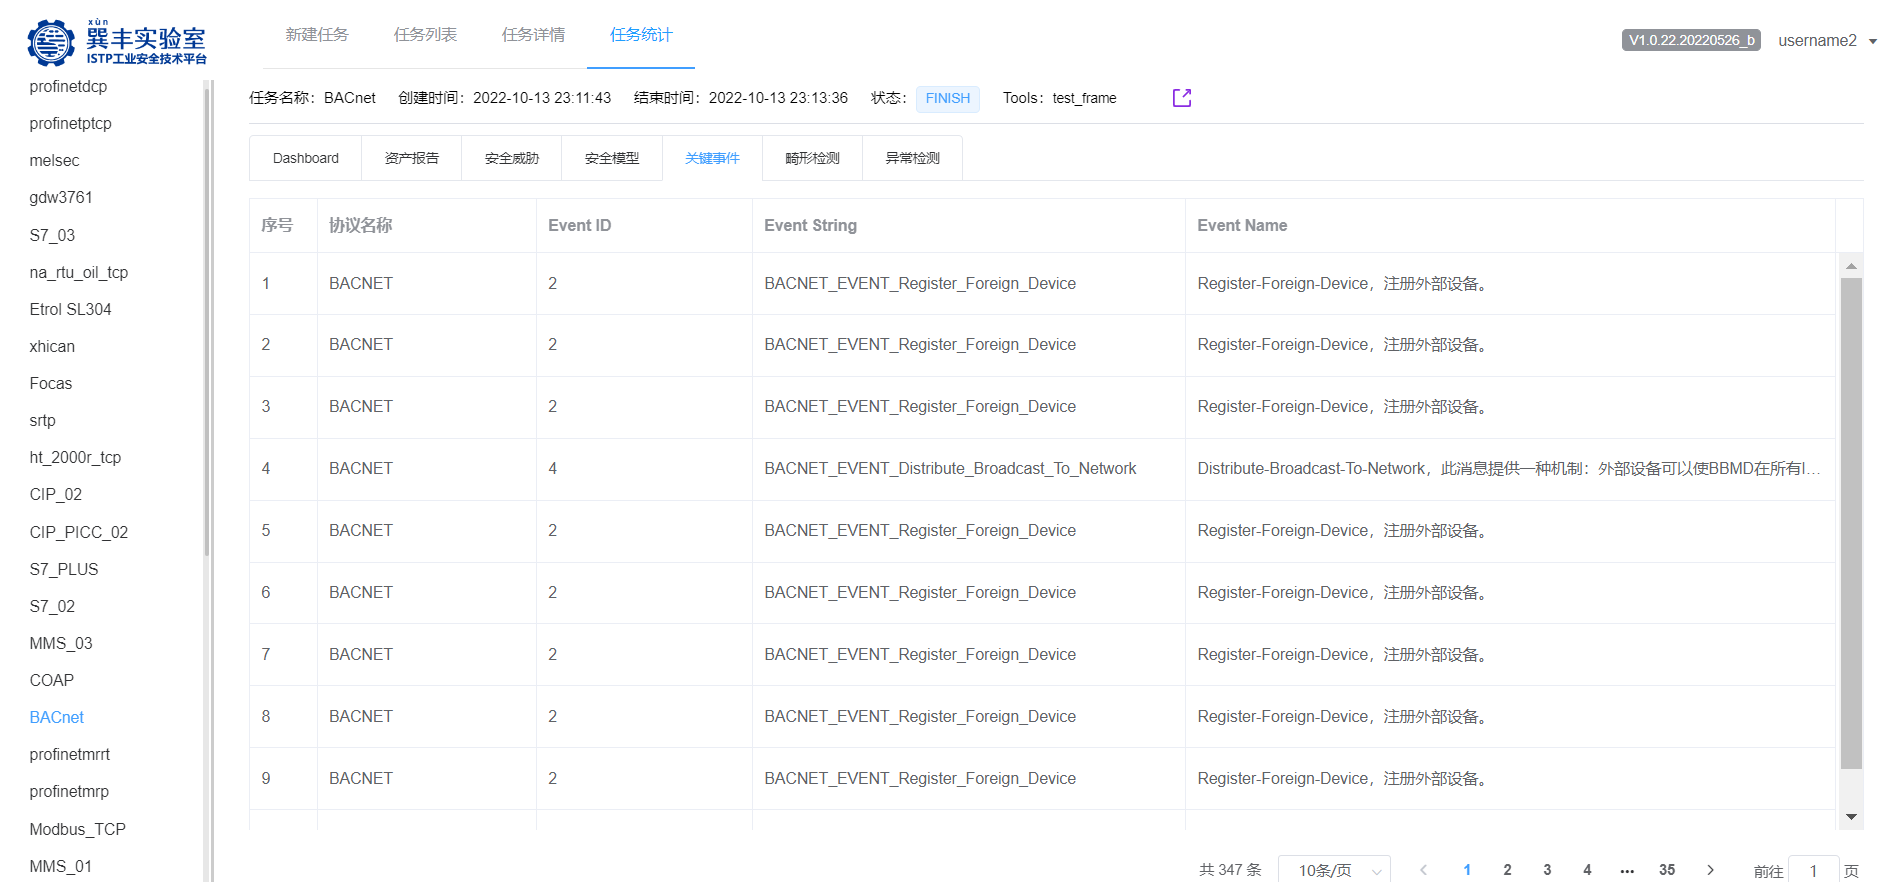 xùn
巽丰实验室
ISTP工业安全技术平台
新建任务 任务列表 任务详情 任务统计
V1.0.22.20220526_b username2
profinetdcp
profinetptcp
melsec
gdw3761
S7_03
na_rtu_oil_tcp
Etrol SL304
xhican
Focas
srtp
ht_2000r_tcp
CIP_02
CIP_PICC_02
S7_PLUS
S7_02
MMS_03
COAP
BACnet
profinetmrrt
profinetmrp
Modbus_TCP
MMS_01
任务名称：BACnet 创建时间：2022-10-13 23:11:43 结束时间：2022-10-13 23:13:36 状态：FINISH Tools：test_frame
Dashboard 资产报告 安全威胁 安全模型 关键事件 畸形检测 异常检测
序号 协议名称 Event ID Event String Event Name
1 BACNET 2 BACNET_EVENT_Register_Foreign_Device Register-Foreign-Device，注册外部设备。
2 BACNET 2 BACNET_EVENT_Register_Foreign_Device Register-Foreign-Device，注册外部设备。
3 BACNET 2 BACNET_EVENT_Register_Foreign_Device Register-Foreign-Device，注册外部设备。
4 BACNET 4 BACNET_EVENT_Distribute_Broadcast_To_Network Distribute-Broadcast-To-Network，此消息提供一种机制：外部设备可以使BBMD在所有I...
5 BACNET 2 BACNET_EVENT_Register_Foreign_Device Register-Foreign-Device，注册外部设备。
6 BACNET 2 BACNET_EVENT_Register_Foreign_Device Register-Foreign-Device，注册外部设备。
7 BACNET 2 BACNET_EVENT_Register_Foreign_Device Register-Foreign-Device，注册外部设备。
8 BACNET 2 BACNET_EVENT_Register_Foreign_Device Register-Foreign-Device，注册外部设备。
9 BACNET 2 BACNET_EVENT_Register_Foreign_Device Register-Foreign-Device，注册外部设备。
共 347 条 10条/页 1 2 3 4 ... 35 前往 1 页